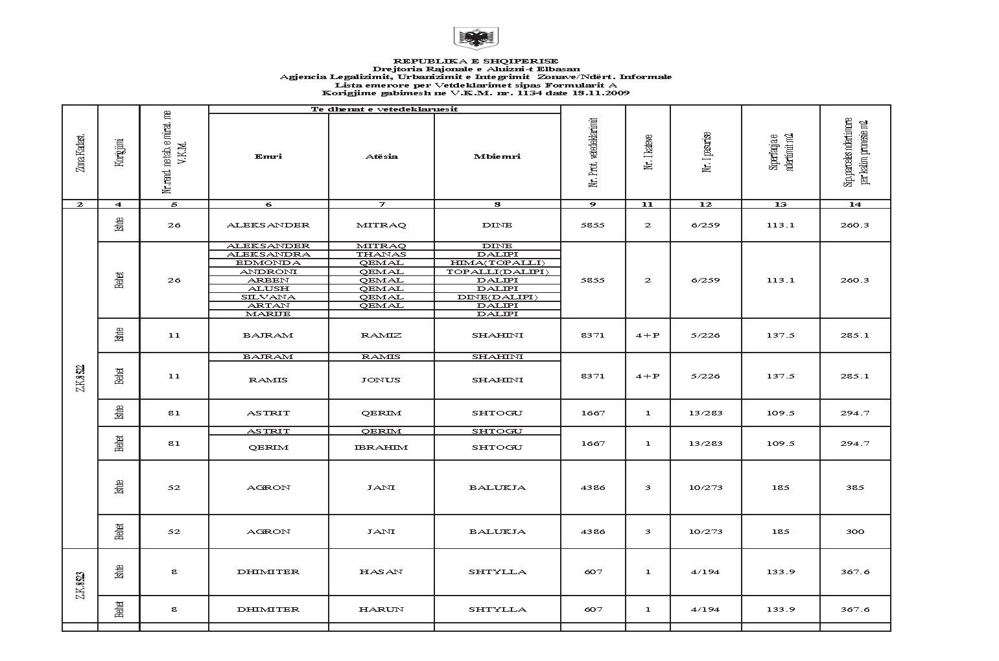 REPUBLIKA E SHQIPERISE
Drejtoria Rajonale e Aluizni-t Elbasan
Agjencia Legalizimit, Urbanizimit e Integrimit Zonave/Ndërt. Informale
Lista emerore per Vetdeklarimet sipas Formularit A
Korigjime gabimesh ne V.K.M. nr. 1134 date 18.11.2009
Zona Kadast. Korigjimi Nr.rend. ne tab. e mirat. me V.K.M. Te dhenat e vetedeklaruesit Nr. Prot. vetedeklarimit Nr. I kateve Nr. I pasurise Siperfaqja e ndertimit m2 Sip.parceles ndertimore per kalim pronesie m2
Emri Atësia Mbiemri
2 4 5 6 7 8 9 11 12 13 14
Z.K.8522
Ishte 26 ALEKSANDER MITRAQ DINE 5855 2 6/259 113.1 260.3
Behet 26 ALEKSANDER MITRAQ DINE 5855 2 6/259 113.1 260.3
ALEKSANDRA THANAS DALIPI
EDMONDA QEMAL HIMA(TOPALLI)
ANDRONI QEMAL TOPALLI(DALIPI)
ARBEN QEMAL DALIPI
ALUSH QEMAL DALIPI
SILVANA QEMAL DINE(DALIPI)
ARTAN QEMAL DALIPI
MARIJE DALIPI
Ishte 11 BAJRAM RAMIZ SHAHINI 8371 4+P 5/226 137.5 285.1
Behet 11 BAJRAM RAMIS SHAHINI 8371 4+P 5/226 137.5 285.1
RAMIS JONUS SHAHINI
Ishte 81 ASTRIT QERIM SHTOGU 1667 1 13/283 109.5 294.7
Behet 81 ASTRIT QERIM SHTOGU 1667 1 13/283 109.5 294.7
QERIM IBRAHIM SHTOGU
Ishte 52 AGRON JANI BALUKJA 4386 3 10/273 185 385
Behet 52 AGRON JANI BALUKJA 4386 3 10/273 185 300
Z.K.8523
Ishte 8 DHIMITER HASAN SHTYLLA 607 1 4/194 133.9 367.6
Behet 8 DHIMITER HARUN SHTYLLA 607 1 4/194 133.9 367.6